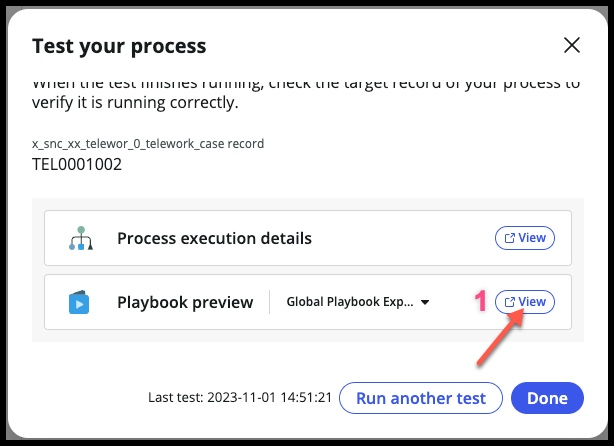 Test your process
When the test finishes running, check the target record of your process to
verify it is running correctly.
x_snc_xx_telewor_0_telework_case record
TEL0001002
Process execution details
View
Playbook preview
Global Playbook Exp...
1
View
Last test: 2023-11-01 14:51:21
Run another test
Done